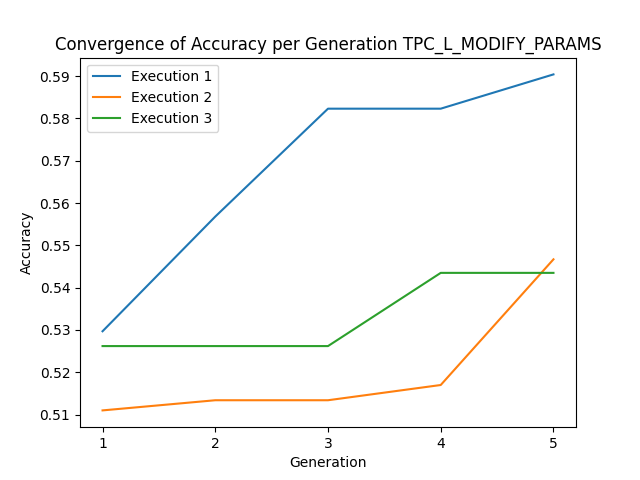 Convergence of Accuracy per Generation TPC_L_MODIFY_PARAMS
Execution 1
Execution 2
Execution 3
0.59
0.58
0.57
0.56
0.55
0.54
0.53
0.52
0.51
Accuracy
1 2 3 4 5
Generation